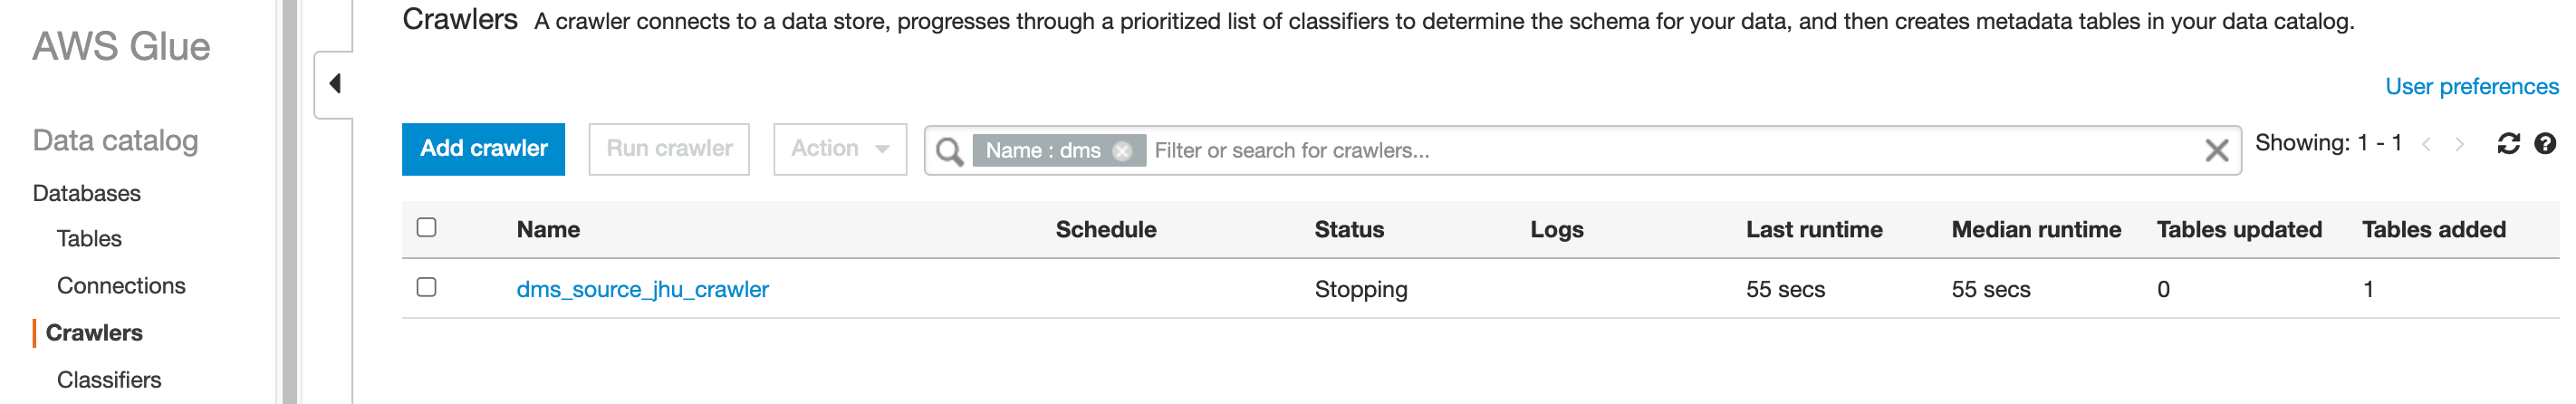 AWS Glue
Data catalog
Databases
Tables
Connections
Crawlers
Classifiers
Crawlers A crawler connects to a data store, progresses through a prioritized list of classifiers to determine the schema for your data, and then creates metadata tables in your data catalog.
User preferences
Add crawler Run crawler Action Name : dms Filter or search for crawlers... Showing: 1 - 1
Name Schedule Status Logs Last runtime Median runtime Tables updated Tables added
dms_source_jhu_crawler Stopping 55 secs 55 secs 0 1